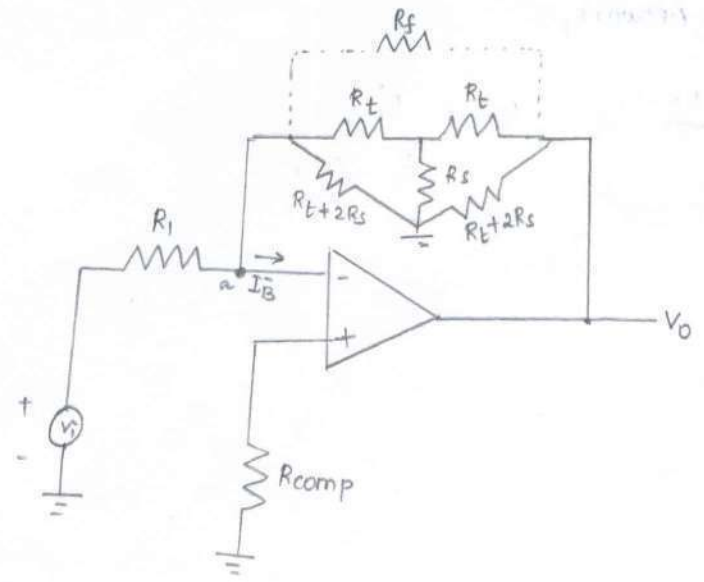 Rf
Rt
Rt
Rs
Rt+2Rs
Rt+2Rs
R1
a
IB-
-
+
Vo
+
Vi
-
Rcomp